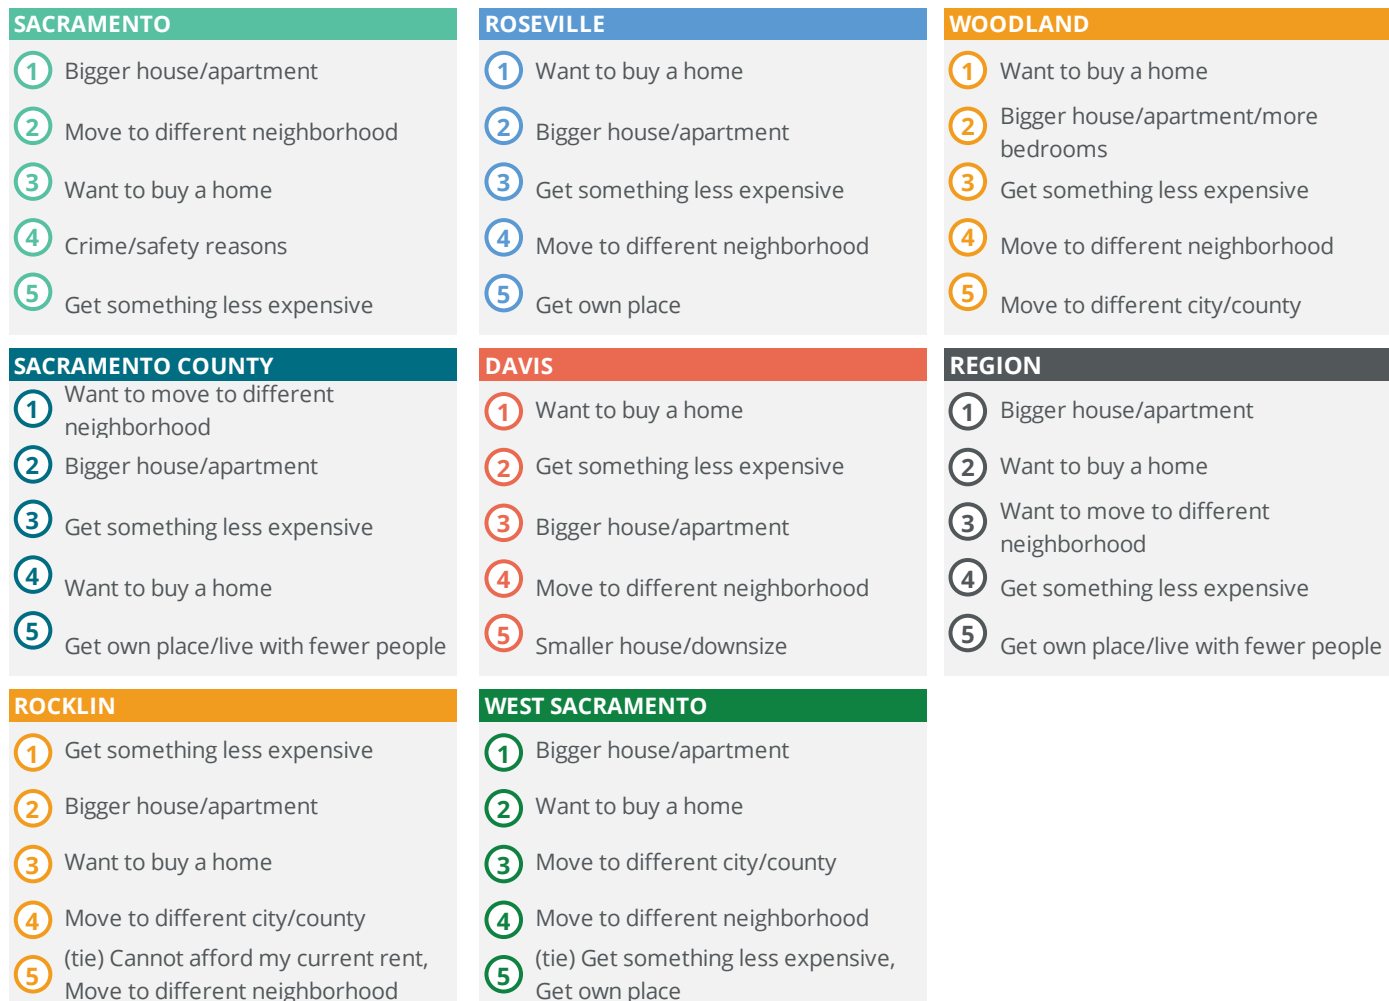 SACRAMENTO
1 Bigger house/apartment
2 Move to different neighborhood
3 Want to buy a home
4 Crime/safety reasons
5 Get something less expensive
ROSEVILLE
1 Want to buy a home
2 Bigger house/apartment
3 Get something less expensive
4 Move to different neighborhood
5 Get own place
WOODLAND
1 Want to buy a home
2 Bigger house/apartment/more
bedrooms
3 Get something less expensive
4 Move to different neighborhood
5 Move to different city/county
SACRAMENTO COUNTY
1 Want to move to different
neighborhood
2 Bigger house/apartment
3 Get something less expensive
4 Want to buy a home
5 Get own place/live with fewer people
DAVIS
1 Want to buy a home
2 Get something less expensive
3 Bigger house/apartment
4 Move to different neighborhood
5 Smaller house/downsize
REGION
1 Bigger house/apartment
2 Want to buy a home
3 Want to move to different
neighborhood
4 Get something less expensive
5 Get own place/live with fewer people
ROCKLIN
1 Get something less expensive
2 Bigger house/apartment
3 Want to buy a home
4 Move to different city/county
5 (tie) Cannot afford my current rent,
Move to different neighborhood
WEST SACRAMENTO
1 Bigger house/apartment
2 Want to buy a home
3 Move to different city/county
4 Move to different neighborhood
5 (tie) Get something less expensive,
Get own place